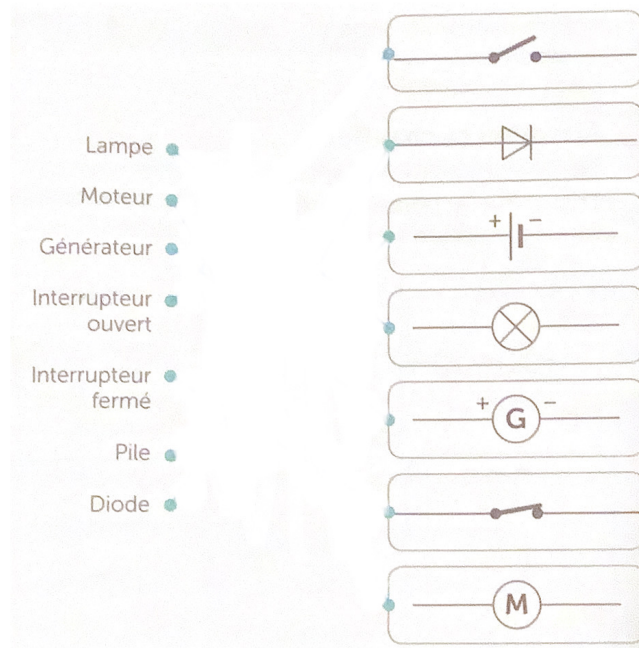 Lampe
Moteur
Générateur
Interrupteur
ouvert
Interrupteur
fermé
Pile
Diode
+ −
+ G −
M